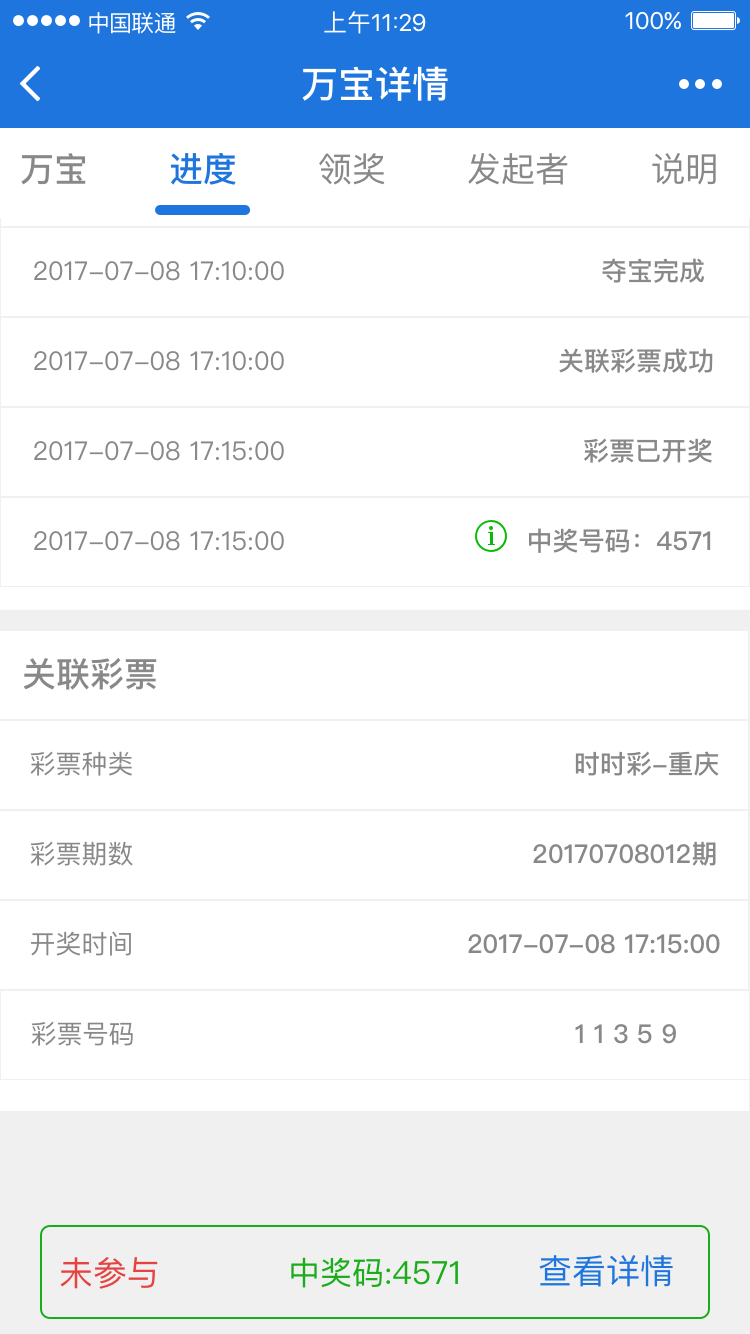 中国联通 上午11:29 100%
万宝详情
万宝 进度 领奖 发起者 说明
2017-07-08 17:10:00 夺宝完成
2017-07-08 17:10:00 关联彩票成功
2017-07-08 17:15:00 彩票已开奖
2017-07-08 17:15:00 中奖号码：4571
关联彩票
彩票种类 时时彩-重庆
彩票期数 20170708012期
开奖时间 2017-07-08 17:15:00
彩票号码 1 1 3 5 9
未参与 中奖码:4571 查看详情